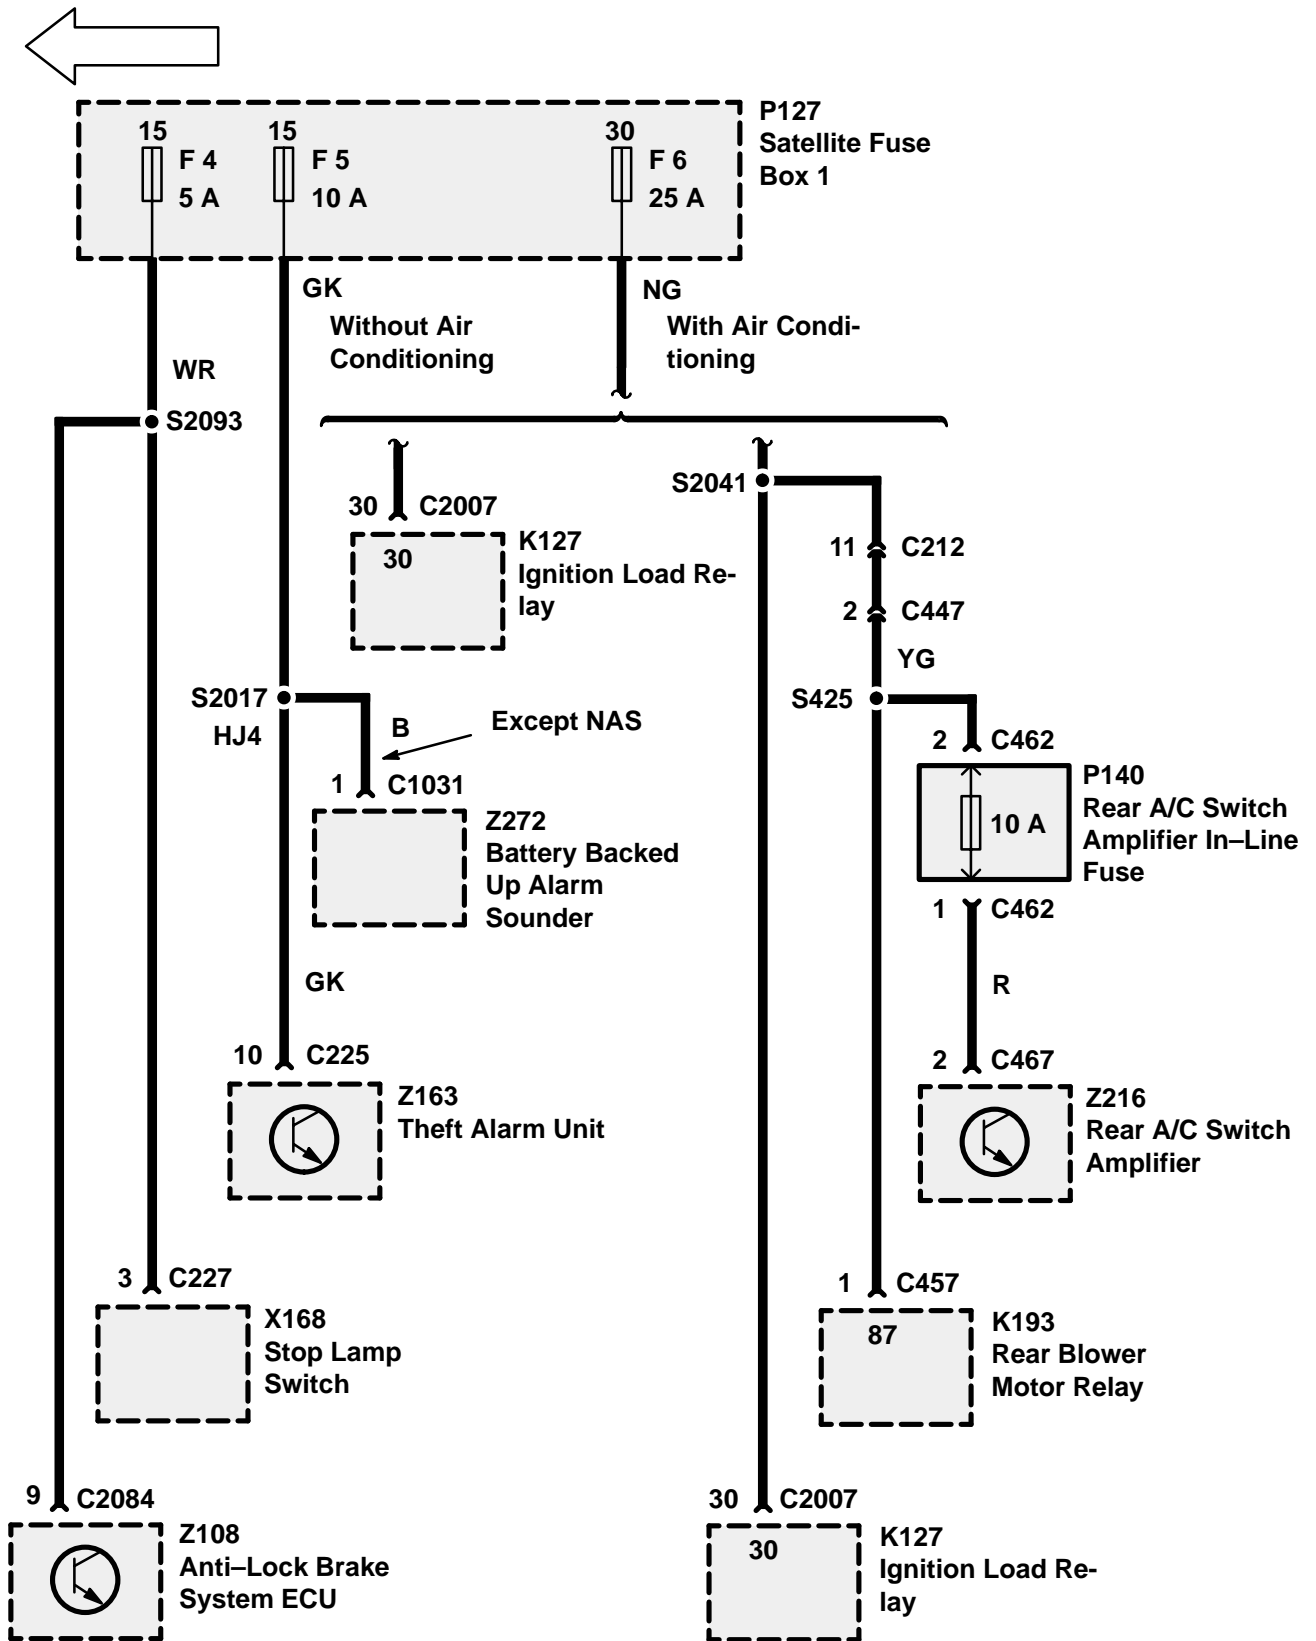 P127
Satellite Fuse
Box 1
15
F 4
5 A
15
F 5
10 A
30
F 6
25 A
GK
Without Air
Conditioning
NG
With Air Condi-
tioning
WR
S2093
30 C2007
K127
30
Ignition Load Re-
lay
S2041
11 C212
2 C447
YG
S2017
HJ4
B
Except NAS
S425
1 C1031
Z272
Battery Backed
Up Alarm
Sounder
2 C462
P140
Rear A/C Switch
Amplifier In–Line
Fuse
10 A
1 C462
GK
R
10 C225
Z163
Theft Alarm Unit
2 C467
Z216
Rear A/C Switch
Amplifier
3 C227
X168
Stop Lamp
Switch
1 C457
87
K193
Rear Blower
Motor Relay
9 C2084
Z108
Anti–Lock Brake
System ECU
30 C2007
30
K127
Ignition Load Re-
lay